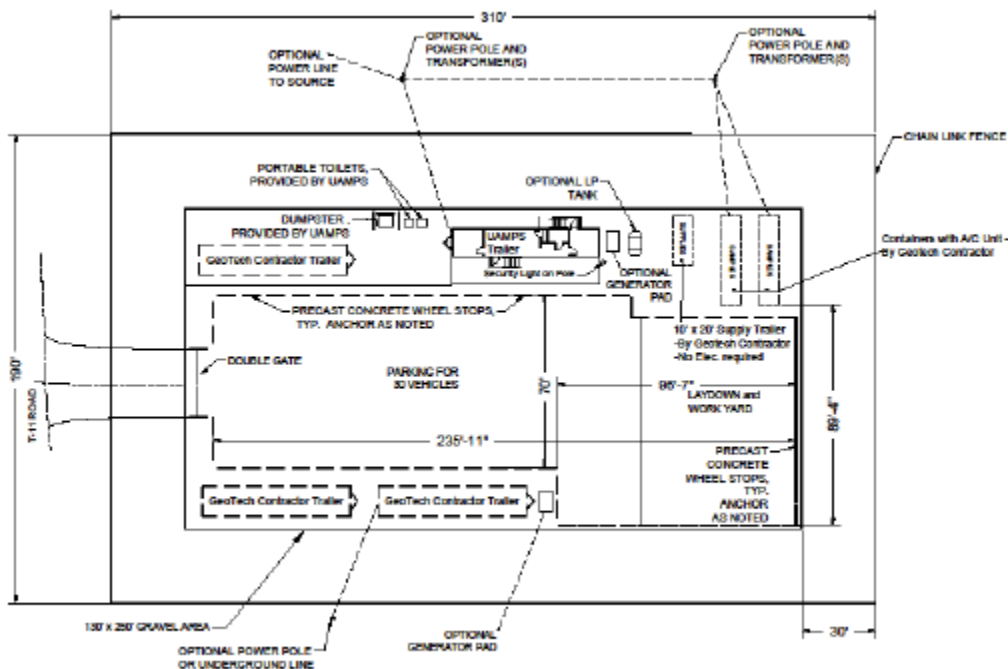 310'
OPTIONAL
POWER POLE AND
TRANSFORMER(S)
OPTIONAL
POWER POLE AND
TRANSFORMER(S)
OPTIONAL
POWER LINE
TO SOURCE
CHAIN LINK FENCE
PORTABLE TOILETS,
PROVIDED BY UAMPS
OPTIONAL LP
TANK
DUMPSTER
PROVIDED BY UAMPS
UAMPS
Trailer
GeoTech Contractor Trailer
Security Light on Pole
OPTIONAL
GENERATOR
PAD
SUPPLIES
SAMPLES
SAMPLES
Containers with A/C Unit -
By Geotech Contractor
PRECAST CONCRETE WHEEL STOPS,
TYP. ANCHOR AS NOTED
10' x 20' Supply Trailer
-By Geotech Contractor
-No Elec. required
DOUBLE GATE
PARKING FOR
30 VEHICLES
70'
96'-7"
LAYDOWN and
WORK YARD
89'-4"
190'
T-11 ROAD
235'-11"
PRECAST
CONCRETE
WHEEL STOPS,
TYP.
ANCHOR
AS NOTED
GeoTech Contractor Trailer
GeoTech Contractor Trailer
130' x 250' GRAVEL AREA
OPTIONAL POWER POLE
OR UNDERGROUND LINE
OPTIONAL
GENERATOR PAD
30'